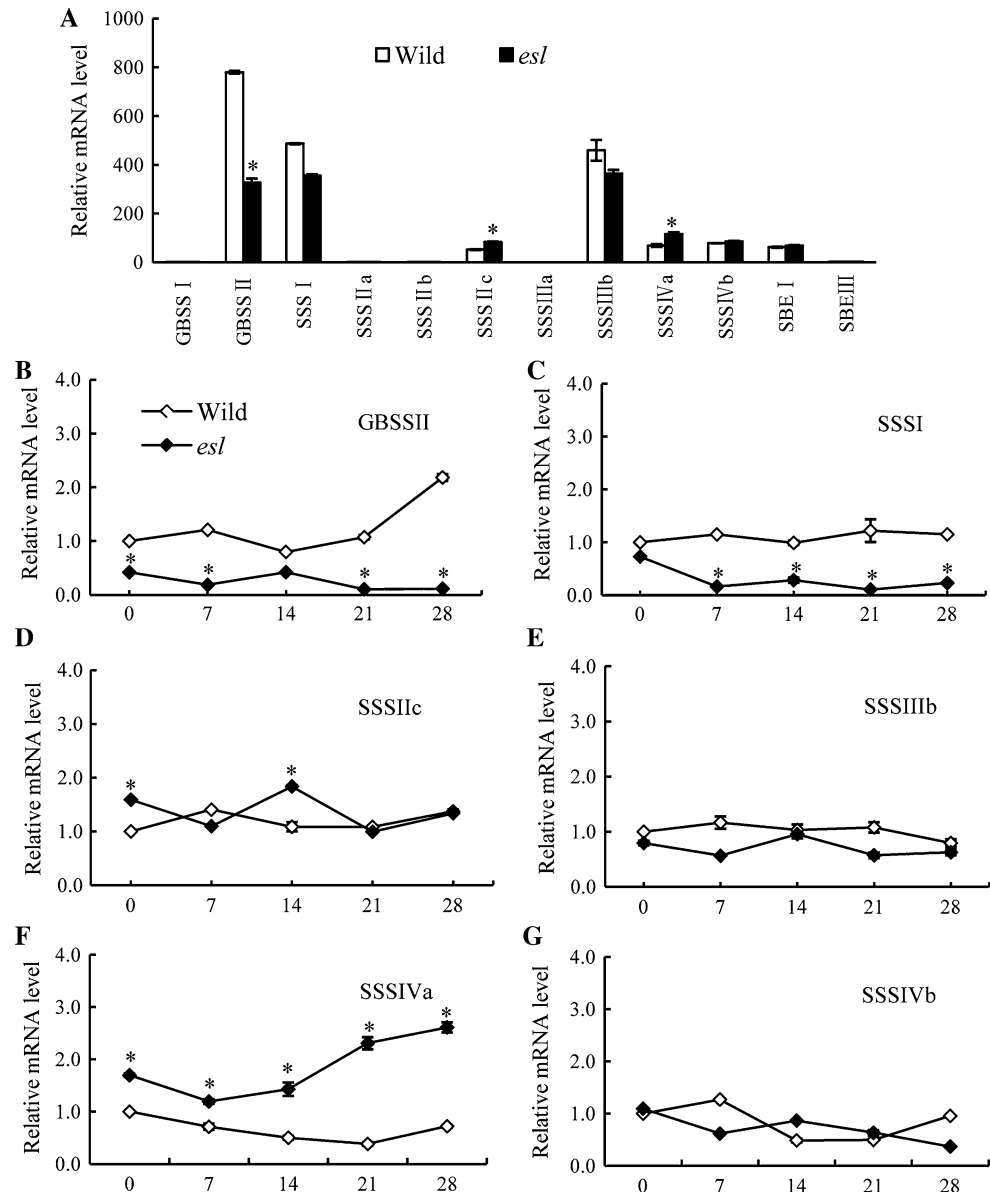 A
1000
800
600
400
200
0
Relative mRNA level
Wild
esl
*
*
*
GBSS I
GBSS II
SSS I
SSS II a
SSS II b
SSS II c
SSSIIIa
SSSIIIb
SSSIVa
SSSIVb
SBE I
SBEIII
B
4.0
3.0
2.0
1.0
0.0
Relative mRNA level
Wild
esl
GBSSII
* * * *
0 7 14 21 28
C
4.0
3.0
2.0
1.0
0.0
Relative mRNA level
SSSI
* * * *
0 7 14 21 28
D
4.0
3.0
2.0
1.0
0.0
Relative mRNA level
SSSIIc
* *
0 7 14 21 28
E
4.0
3.0
2.0
1.0
0.0
Relative mRNA level
SSSIIIb
0 7 14 21 28
F
4.0
3.0
2.0
1.0
0.0
Relative mRNA level
SSSIVa
* * * * *
0 7 14 21 28
G
4.0
3.0
2.0
1.0
0.0
Relative mRNA level
SSSIVb
0 7 14 21 28